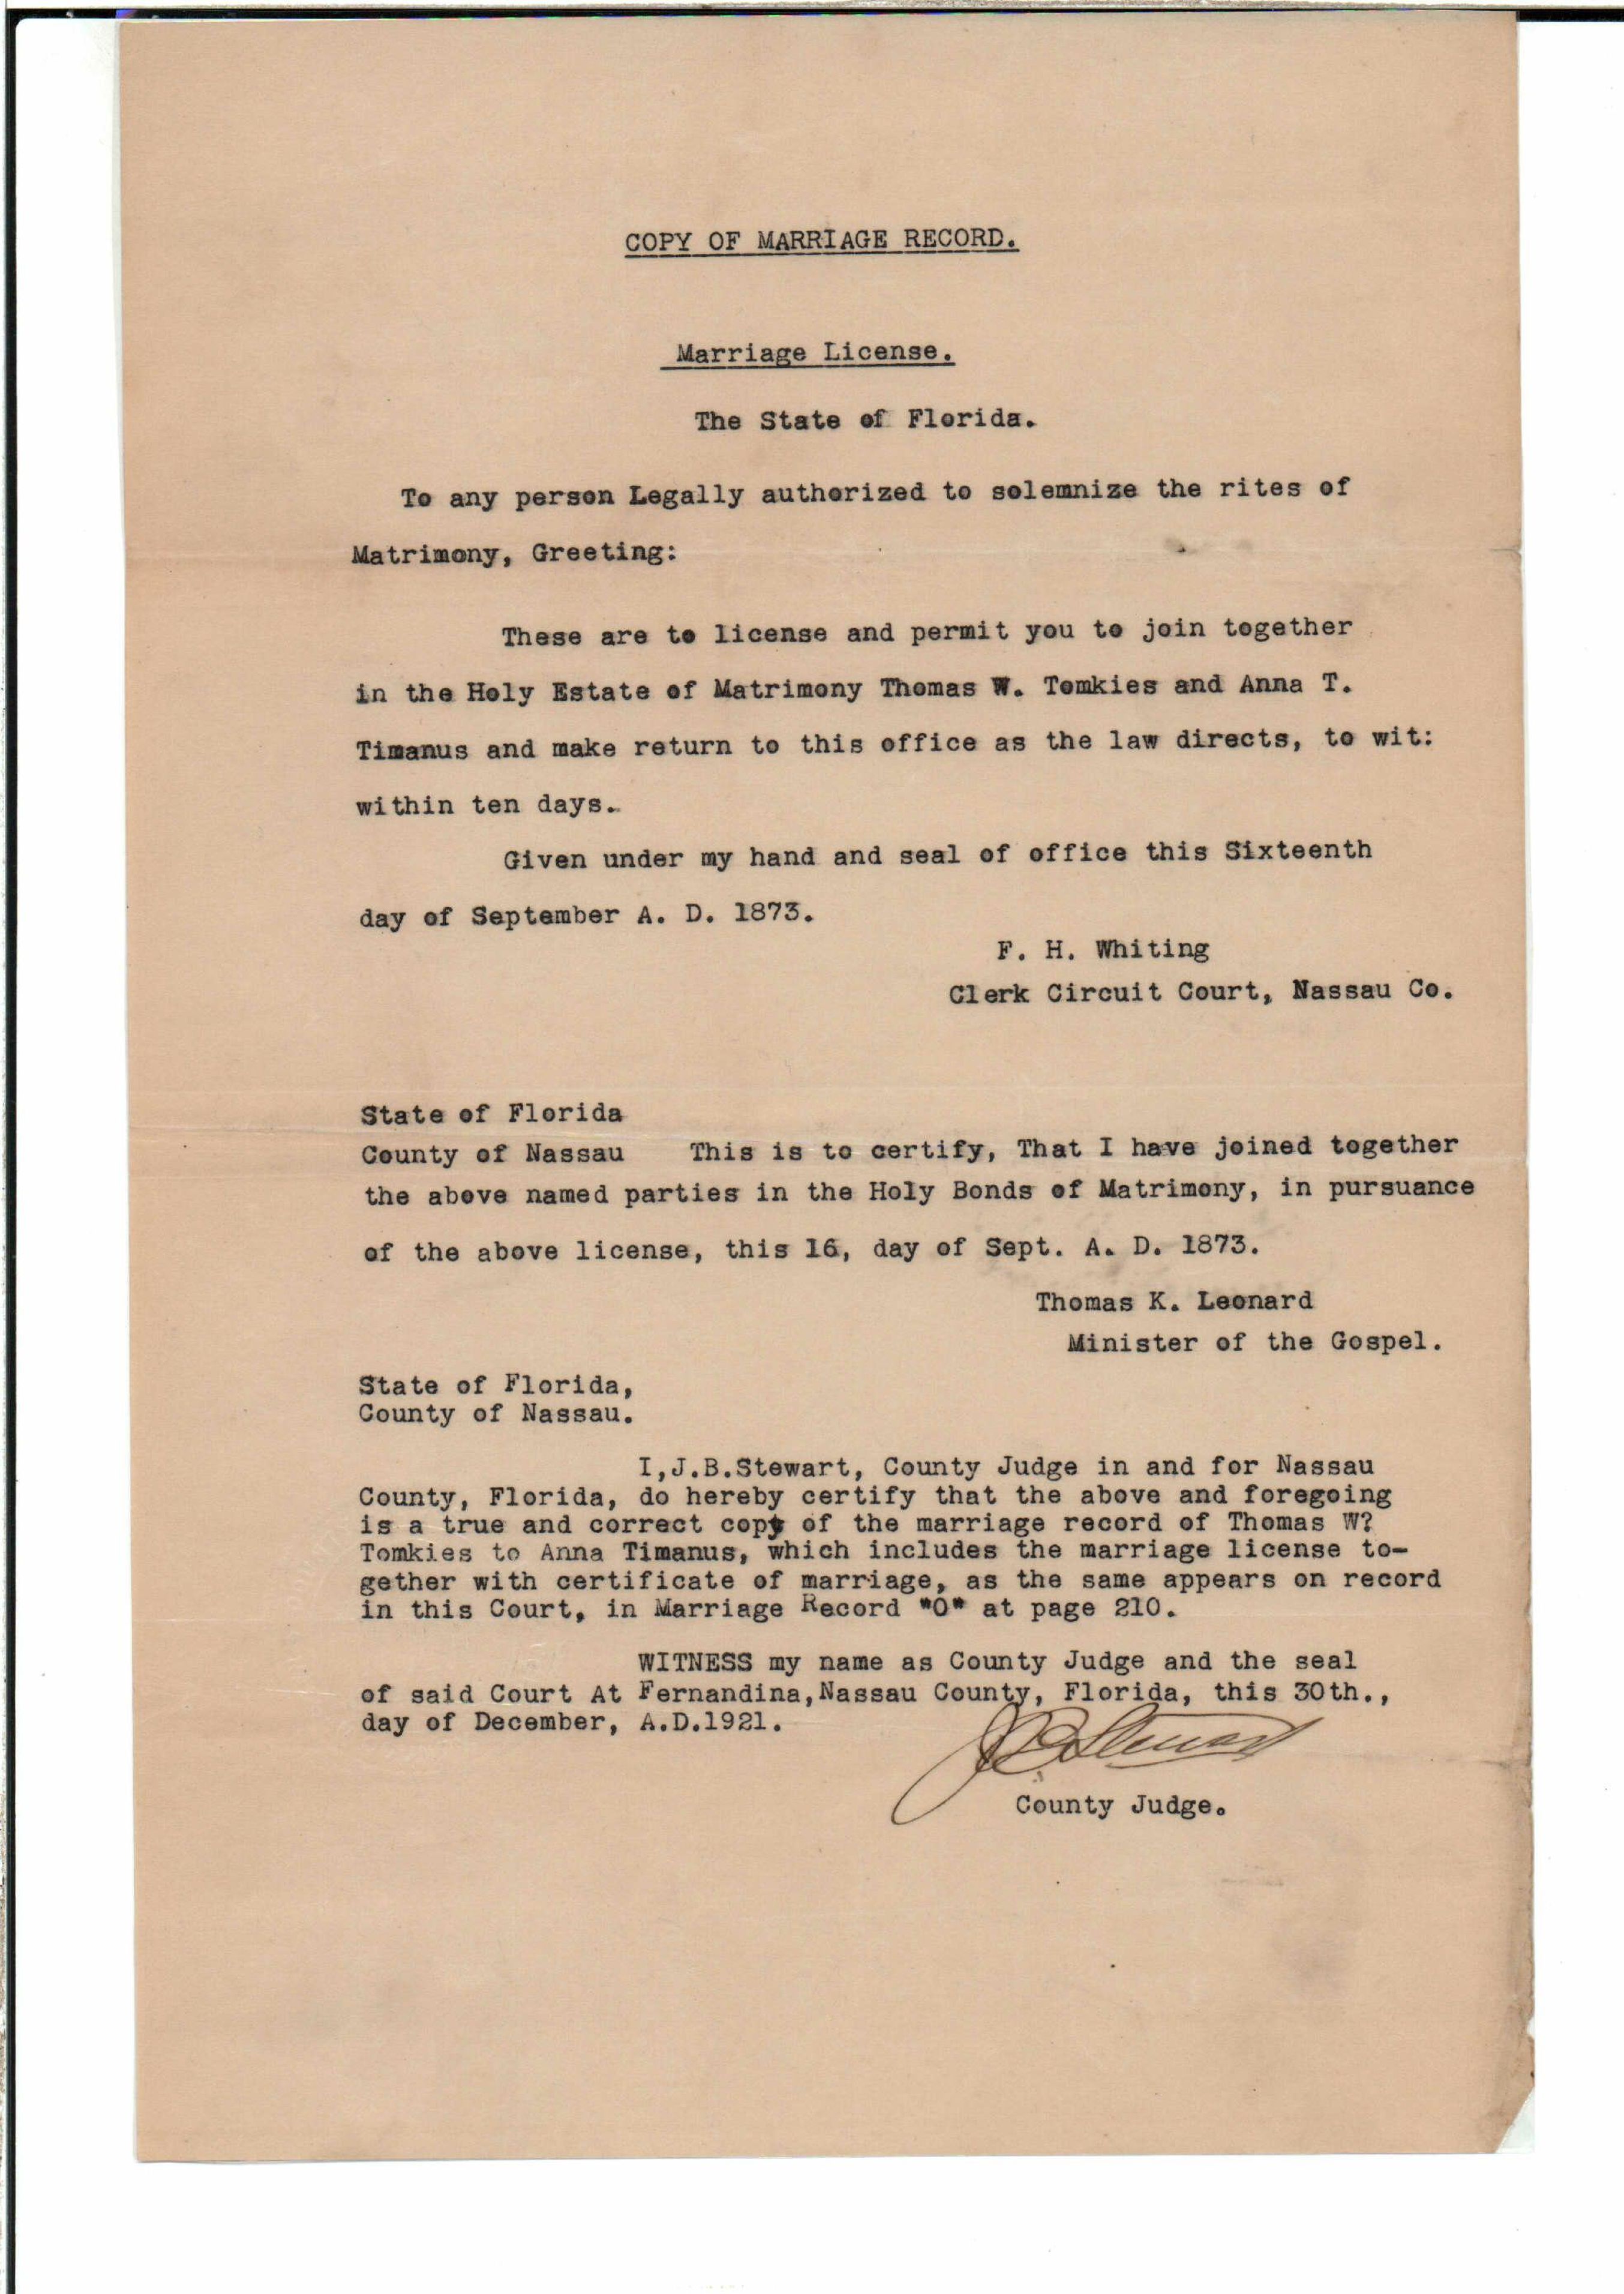 COPY OF MARRIAGE RECORD.
Marriage License.
The State of Florida.
To any person Legally authorized to solemnize the rites of
Matrimony, Greeting:
These are to license and permit you to join together
in the Holy Estate of Matrimony Thomas W. Tomkies and Anna T.
Timanus and make return to this office as the law directs, to wit:
within ten days.
Given under my hand and seal of office this Sixteenth
day of September A. D. 1873.
F. H. Whiting
Clerk Circuit Court, Nassau Co.
State of Florida
County of Nassau This is to certify, That I have joined together
the above named parties in the Holy Bonds of Matrimony, in pursuance
of the above license, this 16, day of Sept. A. D. 1873.
Thomas K. Leonard
Minister of the Gospel.
State of Florida,
County of Nassau.
I,J.B.Stewart, County Judge in and for Nassau
County, Florida, do hereby certify that the above and foregoing
is a true and correct copy of the marriage record of Thomas W?
Tomkies to Anna Timanus, which includes the marriage license to-
gether with certificate of marriage, as the same appears on record
in this Court, in Marriage Record "O" at page 210.
WITNESS my name as County Judge and the seal
of said Court At Fernandina,Nassau County, Florida, this 30th.,
day of December, A.D.1921.
JB Stewart
County Judge.